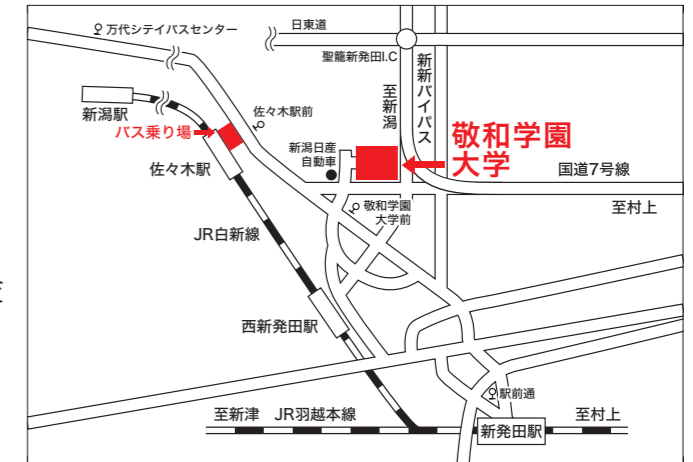 万代シテイバスセンター
日東道
聖籠新発田I.C
新新バイパス
至新潟
新潟駅
バス乗り場
佐々木駅前
佐々木駅
新潟日産
自動車
敬和学園
大学
国道7号線
至村上
敬和学園
大学前
JR白新線
西新発田駅
駅前通
至新津
JR羽越本線
新発田駅
至村上